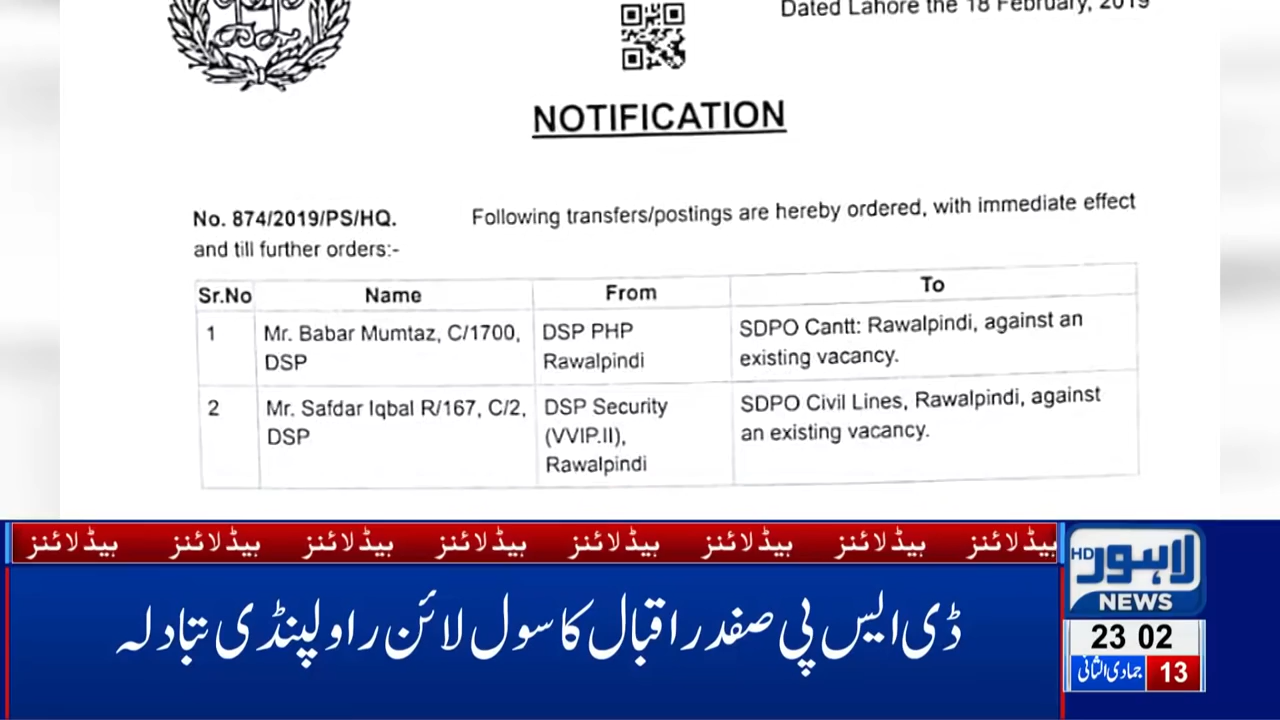 Dated Lahore the 18 February, 2019
NOTIFICATION
No. 874/2019/PS/HQ. Following transfers/postings are hereby ordered, with immediate effect
and till further orders:-
Sr.No Name From To
1 Mr. Babar Mumtaz, C/1700, DSP PHP SDPO Cantt: Rawalpindi, against an
DSP Rawalpindi existing vacancy.
2 Mr. Safdar Iqbal R/167, C/2, DSP Security SDPO Civil Lines, Rawalpindi, against
DSP (VVIP.II), an existing vacancy.
Rawalpindi
ہیڈلائنز ہیڈلائنز ہیڈلائنز ہیڈلائنز ہیڈلائنز ہیڈلائنز ہیڈلائنز ہیڈلائنز
ڈی ایس پی صفدر اقبال کا سول لائن راولپنڈی تبادلہ
لاہور HD
NEWS
23 02
13 جمادی الثانی